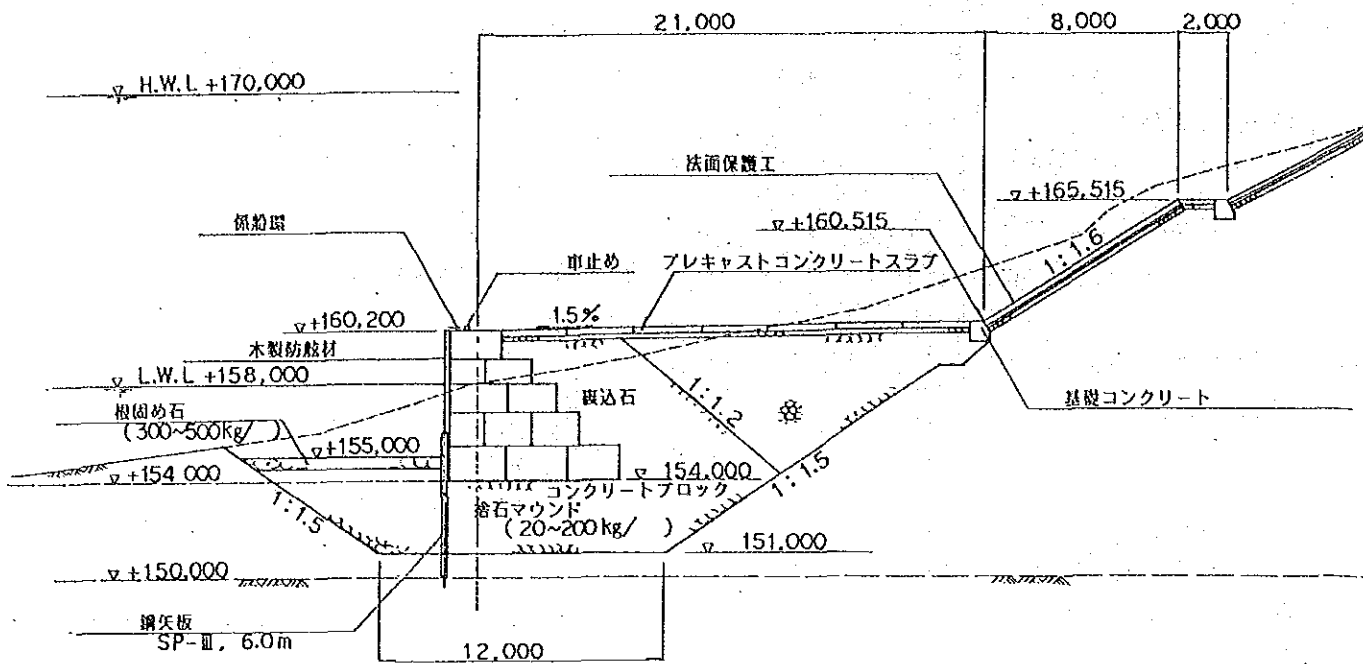 21,000
8,000
2,000
H.W.L +170,000
法面保護工
+165,515
係船環
+160.515
車止め
プレキャストコンクリートスラブ
1:1.6
+160,200
1.5%
木製防舷材
L.W.L +158,000
根固め石
(300~500kg/ )
裏込石
1:1.2
基礎コンクリート
+155,000
+154 000
154,000
コンクリートブロック
1:1.5
1:1.5
捨石マウンド
(20~200kg/ )
151,000
+150,000
鋼矢板
SP-Ⅲ, 6.0m
12,000